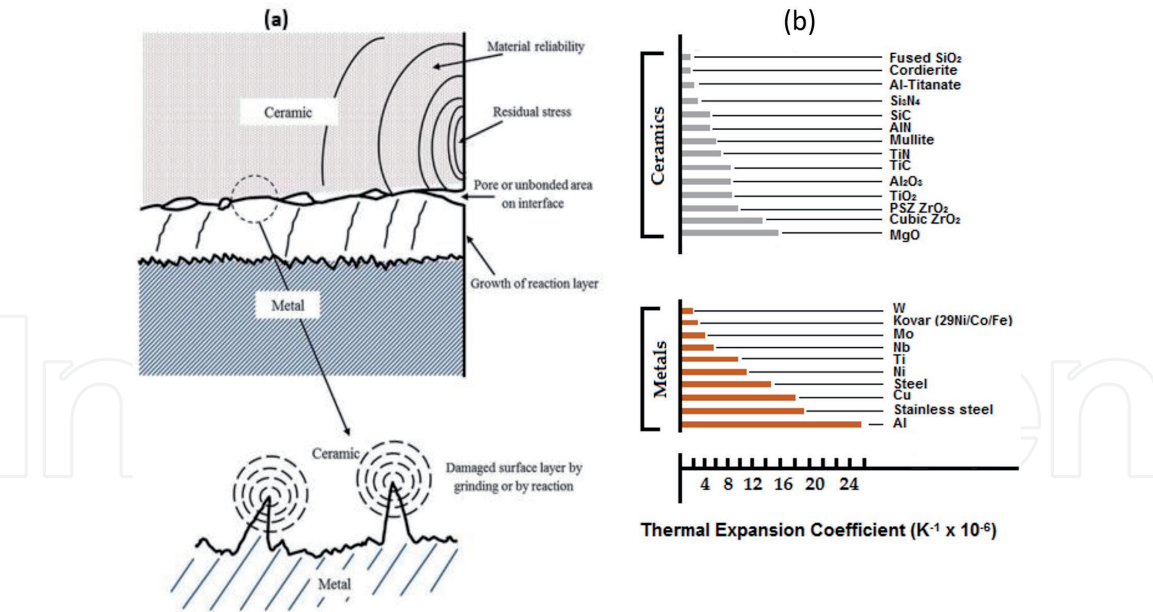 (a)
Material reliability
Ceramic
Residual stress
Pore or unbonded area
on interface
Growth of reaction layer
Metal
Ceramic
Damaged surface layer by
grinding or by reaction
Metal
(b)
Ceramics
Fused SiO₂
Cordierite
Al-Titanate
Si₃N₄
SiC
AlN
Mullite
TiN
TiC
Al₂O₃
TiO₂
PSZ ZrO₂
Cubic ZrO₂
MgO
Metals
W
Kovar (29Ni/Co/Fe)
Mo
Nb
Ti
Ni
Steel
Cu
Stainless steel
Al
4 8 12 16 20 24
Thermal Expansion Coefficient (K⁻¹ x 10⁻⁶)